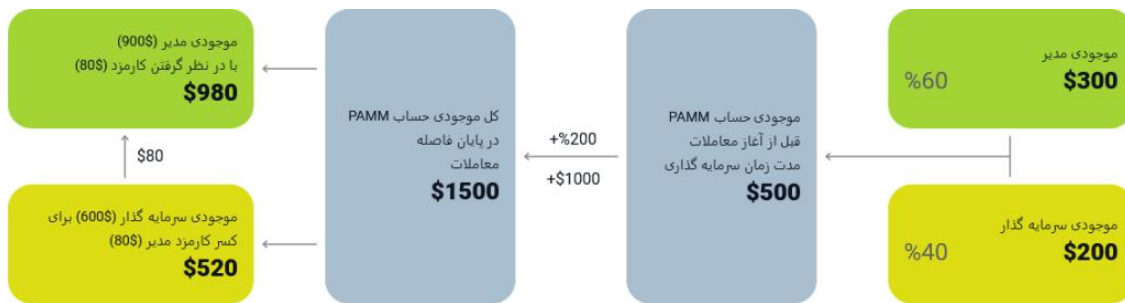 موجودی مدیر
%60
$300
موجودی سرمایه گذار
%40
$200
موجودی حساب PAMM
قبل از آغاز معاملات
مدت زمان سرمایه گذاری
$500
+%200
+$1000
کل موجودی حساب PAMM
در پایان فاصله
معاملات
$1500
موجودی مدیر (900$)
با در نظر گرفتن کارمزد (80$)
$980
$80
موجودی سرمایه گذار (600$) برای
کسر کارمزد مدیر (80$)
$520